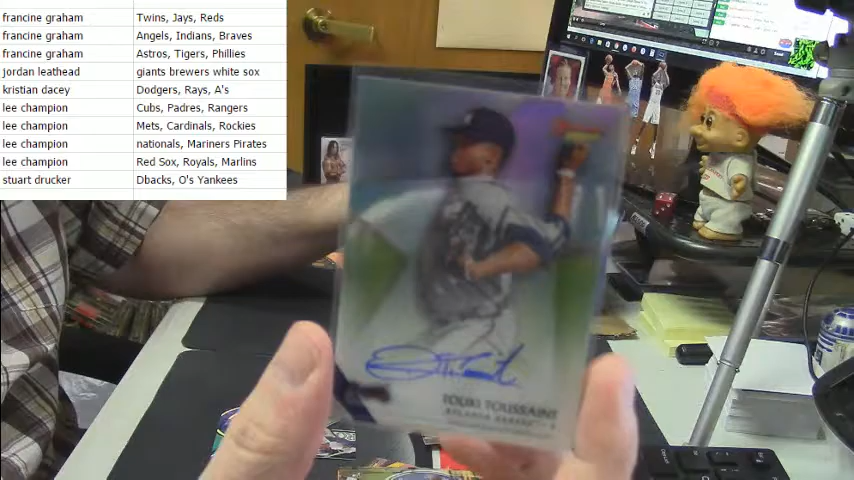 francine graham Twins, Jays, Reds
francine graham Angels, Indians, Braves
francine graham Astros, Tigers, Phillies
jordan leathead giants brewers white sox
kristian dacey Dodgers, Rays, A's
lee champion Cubs, Padres, Rangers
lee champion Mets, Cardinals, Rockies
lee champion nationals, Mariners Pirates
lee champion Red Sox, Royals, Marlins
stuart drucker Dbacks, O's Yankees
TOUKI TOUSSAINT